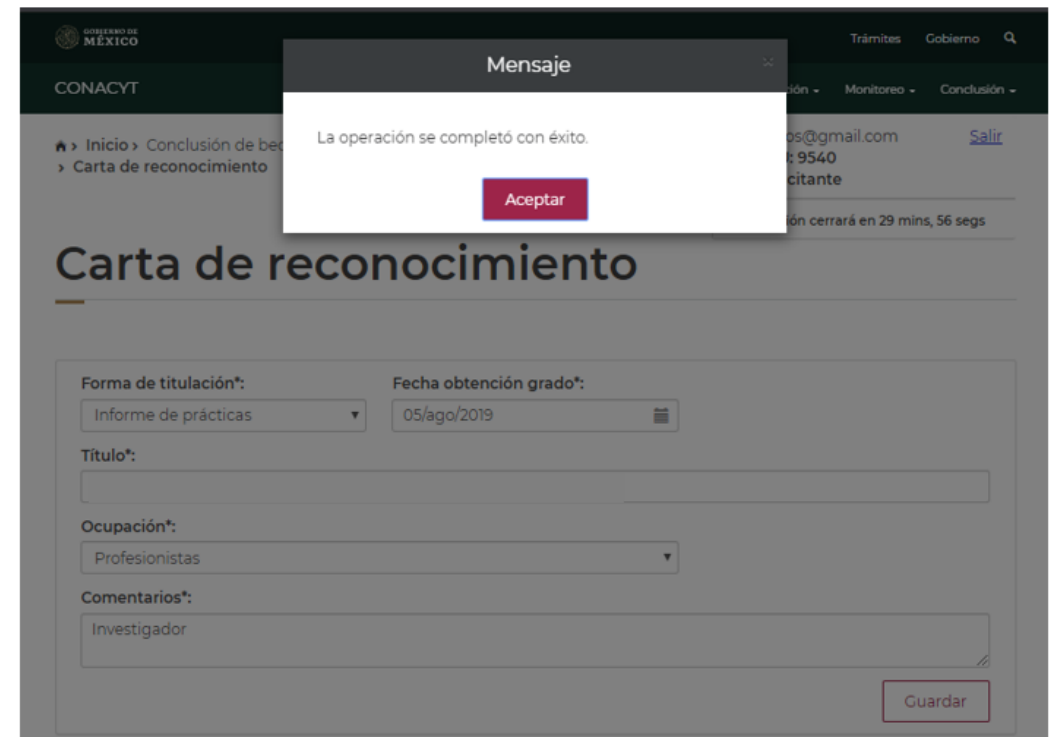 GOBIERNO DE
MÉXICO
Trámites Gobierno
Mensaje
CONACYT
ión Monitoreo Conclusión
La operación se completó con éxito.
Inicio › Conclusión de bec
os@gmail.com Salir
› Carta de reconocimiento
: 9540
citante
Aceptar
ión cerrará en 29 mins, 56 segs
Carta de reconocimiento
Forma de titulación*: Fecha obtención grado*:
Informe de prácticas 05/ago/2019
Título*:
Ocupación*:
Profesionistas
Comentarios*:
Investigador
Guardar